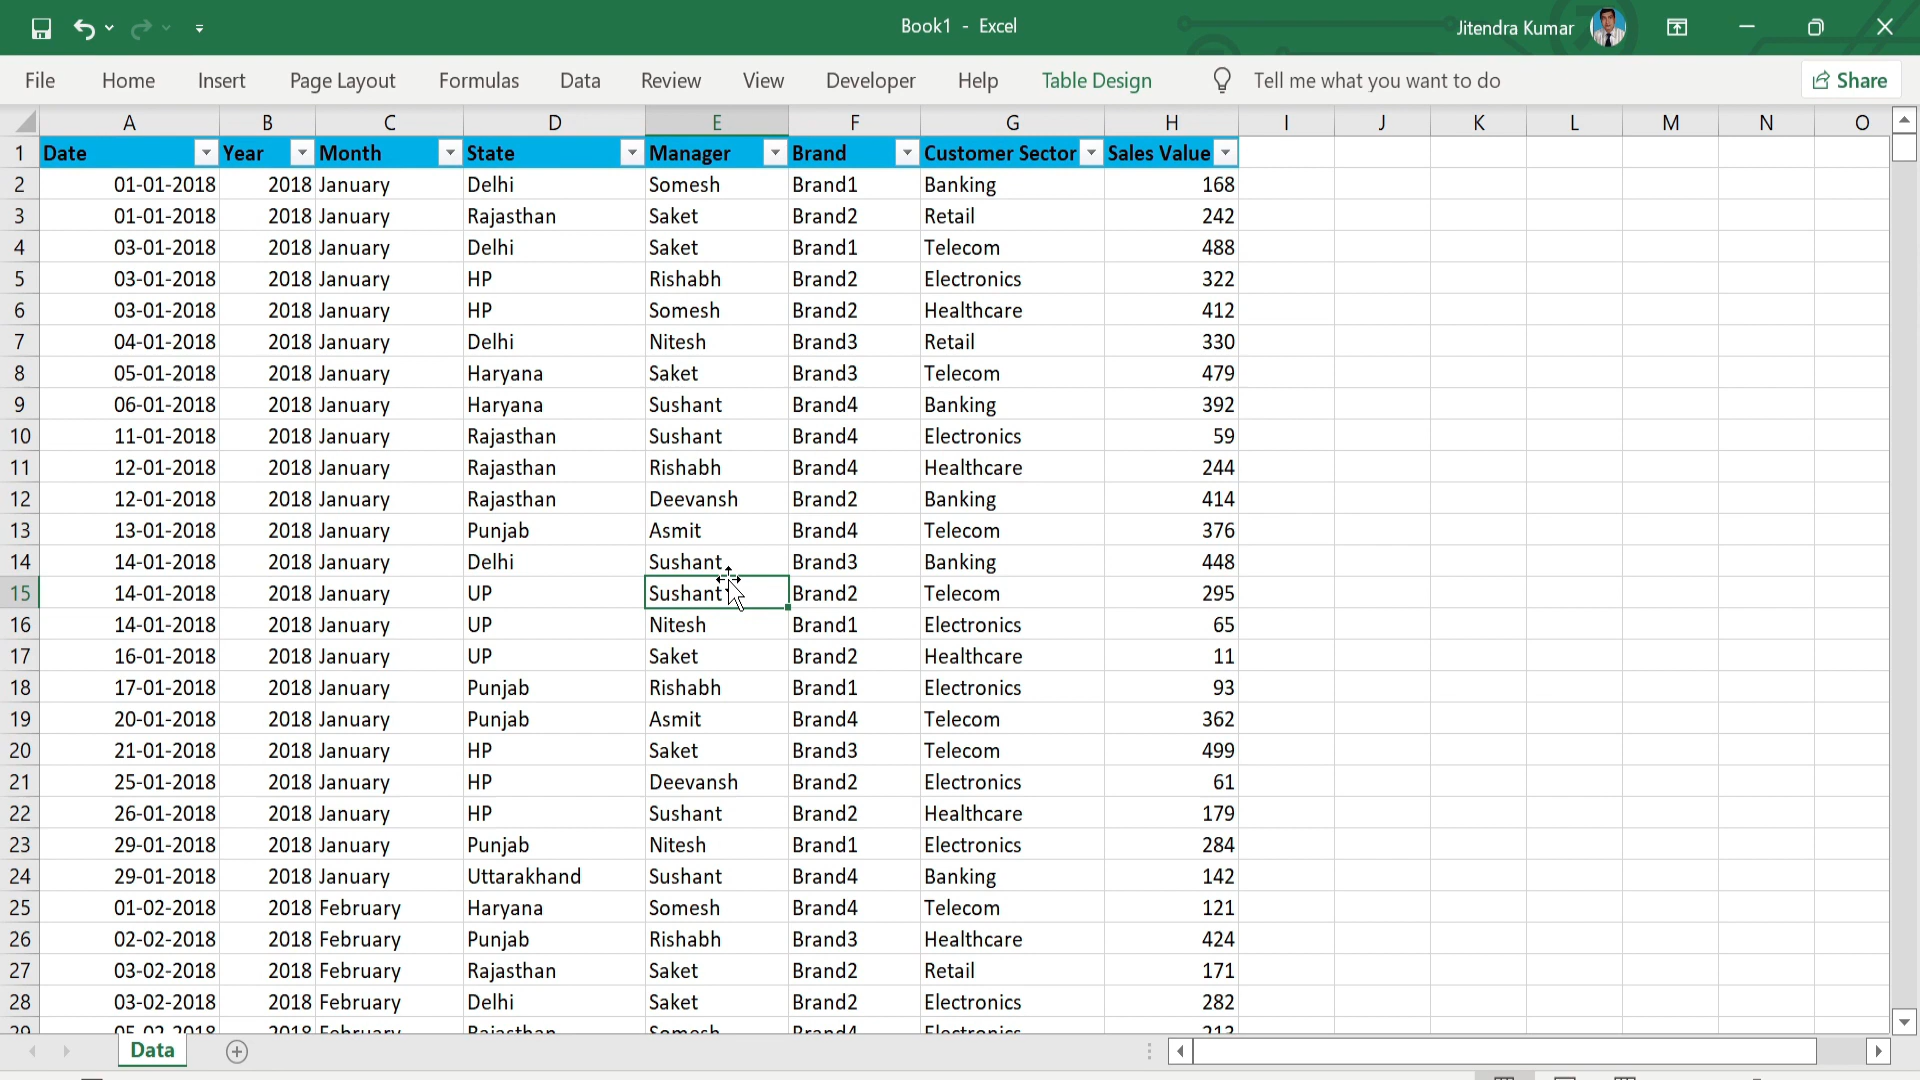 Book1 - Excel
Jitendra Kumar
File Home Insert Page Layout Formulas Data Review View Developer Help Table Design Tell me what you want to do Share
A B C D E F G H I J K L M N O
1 Date Year Month State Manager Brand Customer Sector Sales Value
2 01-01-2018 2018 January Delhi Somesh Brand1 Banking 168
3 01-01-2018 2018 January Rajasthan Saket Brand2 Retail 242
4 03-01-2018 2018 January Delhi Saket Brand1 Telecom 488
5 03-01-2018 2018 January HP Rishabh Brand2 Electronics 322
6 03-01-2018 2018 January HP Somesh Brand2 Healthcare 412
7 04-01-2018 2018 January Delhi Nitesh Brand3 Retail 330
8 05-01-2018 2018 January Haryana Saket Brand3 Telecom 479
9 06-01-2018 2018 January Haryana Sushant Brand4 Banking 392
10 11-01-2018 2018 January Rajasthan Sushant Brand4 Electronics 59
11 12-01-2018 2018 January Rajasthan Rishabh Brand4 Healthcare 244
12 12-01-2018 2018 January Rajasthan Deevansh Brand2 Banking 414
13 13-01-2018 2018 January Punjab Asmit Brand4 Telecom 376
14 14-01-2018 2018 January Delhi Sushant Brand3 Banking 448
15 14-01-2018 2018 January UP Sushant Brand2 Telecom 295
16 14-01-2018 2018 January UP Nitesh Brand1 Electronics 65
17 16-01-2018 2018 January UP Saket Brand2 Healthcare 11
18 17-01-2018 2018 January Punjab Rishabh Brand1 Electronics 93
19 20-01-2018 2018 January Punjab Asmit Brand4 Telecom 362
20 21-01-2018 2018 January HP Saket Brand3 Telecom 499
21 25-01-2018 2018 January HP Deevansh Brand2 Electronics 61
22 26-01-2018 2018 January HP Sushant Brand2 Healthcare 179
23 29-01-2018 2018 January Punjab Nitesh Brand1 Electronics 284
24 29-01-2018 2018 January Uttarakhand Sushant Brand4 Banking 142
25 01-02-2018 2018 February Haryana Somesh Brand4 Telecom 121
26 02-02-2018 2018 February Punjab Rishabh Brand3 Healthcare 424
27 03-02-2018 2018 February Rajasthan Saket Brand2 Retail 171
28 03-02-2018 2018 February Delhi Saket Brand2 Electronics 282
29 05-02-2018 2018 February Rajasthan Somesh Brand4 Electronics
Data